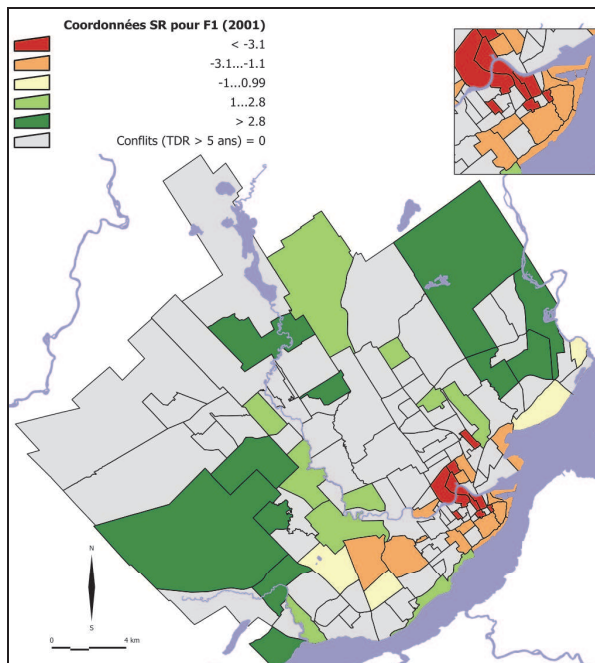 Coordonnées SR pour F1 (2001)
< -3.1
-3.1...-1.1
-1...0.99
1...2.8
> 2.8
Conflits (TDR > 5 ans) = 0
N
S
0 4 km